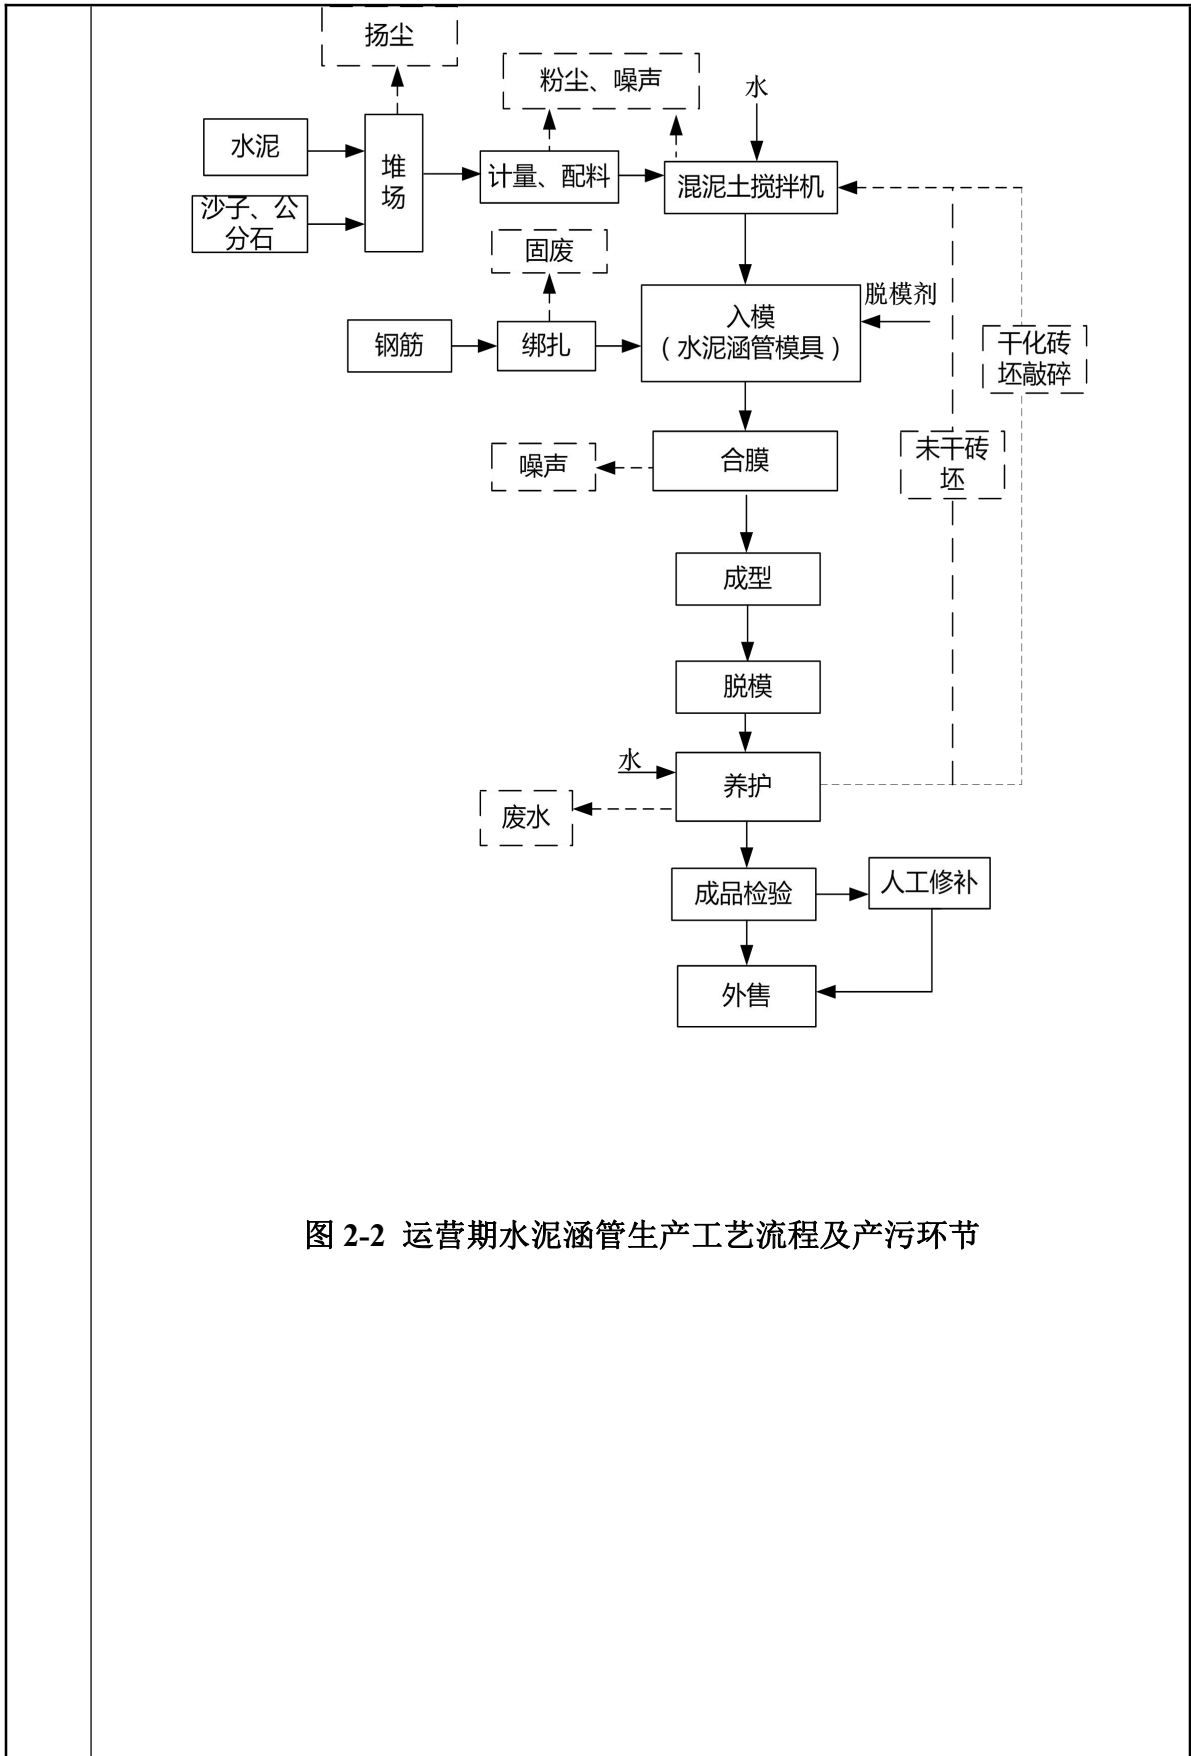 扬尘
粉尘、噪声
水
水泥
堆
场
计量、配料
混泥土搅拌机
沙子、公
分石
固废
脱模剂
入模
（水泥涵管模具）
钢筋
绑扎
干化砖
坯敲碎
未干砖
坯
噪声
合膜
成型
脱模
水
养护
废水
成品检验
人工修补
外售
图 2-2 运营期水泥涵管生产工艺流程及产污环节